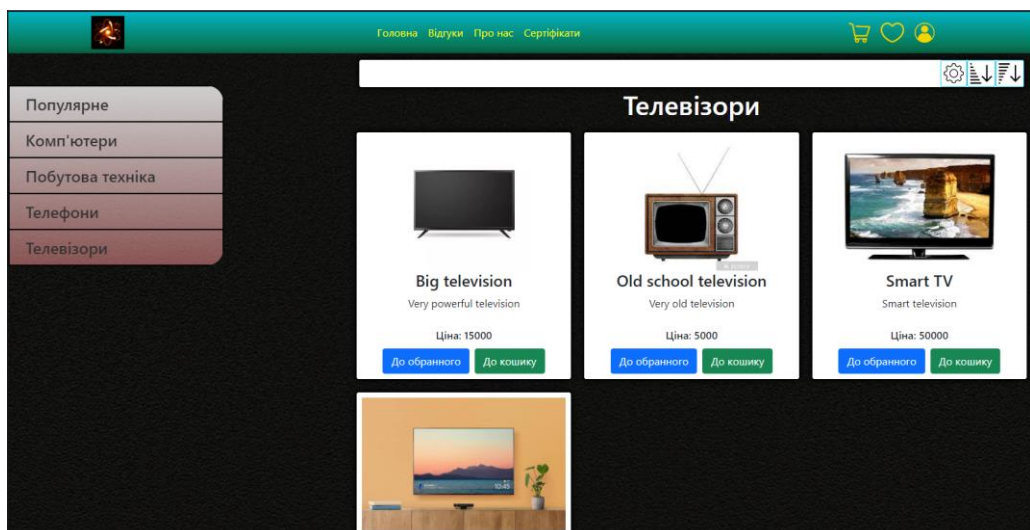 Головна Відгуки Про нас Сертіфікати
Популярне
Комп'ютери
Побутова техніка
Телефони
Телевізори
Телевізори
Big television
Very powerful television
Ціна: 15000
До обранного До кошику
Old school television
Very old television
Ціна: 5000
До обранного До кошику
Smart TV
Smart television
Ціна: 50000
До обранного До кошику
10:45